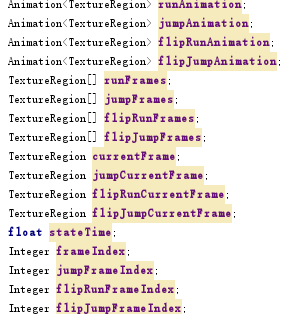 Animation<TextureRegion> runAnimation;
Animation<TextureRegion> jumpAnimation;
Animation<TextureRegion> flipRunAnimation;
Animation<TextureRegion> flipJumpAnimation;
TextureRegion[] runFrames;
TextureRegion[] jumpFrames;
TextureRegion[] flipRunFrames;
TextureRegion[] flipJumpFrames;
TextureRegion currentFrame;
TextureRegion jumpCurrentFrame;
TextureRegion flipRunCurrentFrame;
TextureRegion flipJumpCurrentFrame;
float stateTime;
Integer frameIndex;
Integer jumpFrameIndex;
Integer flipRunFrameIndex;
Integer flipJumpFrameIndex;